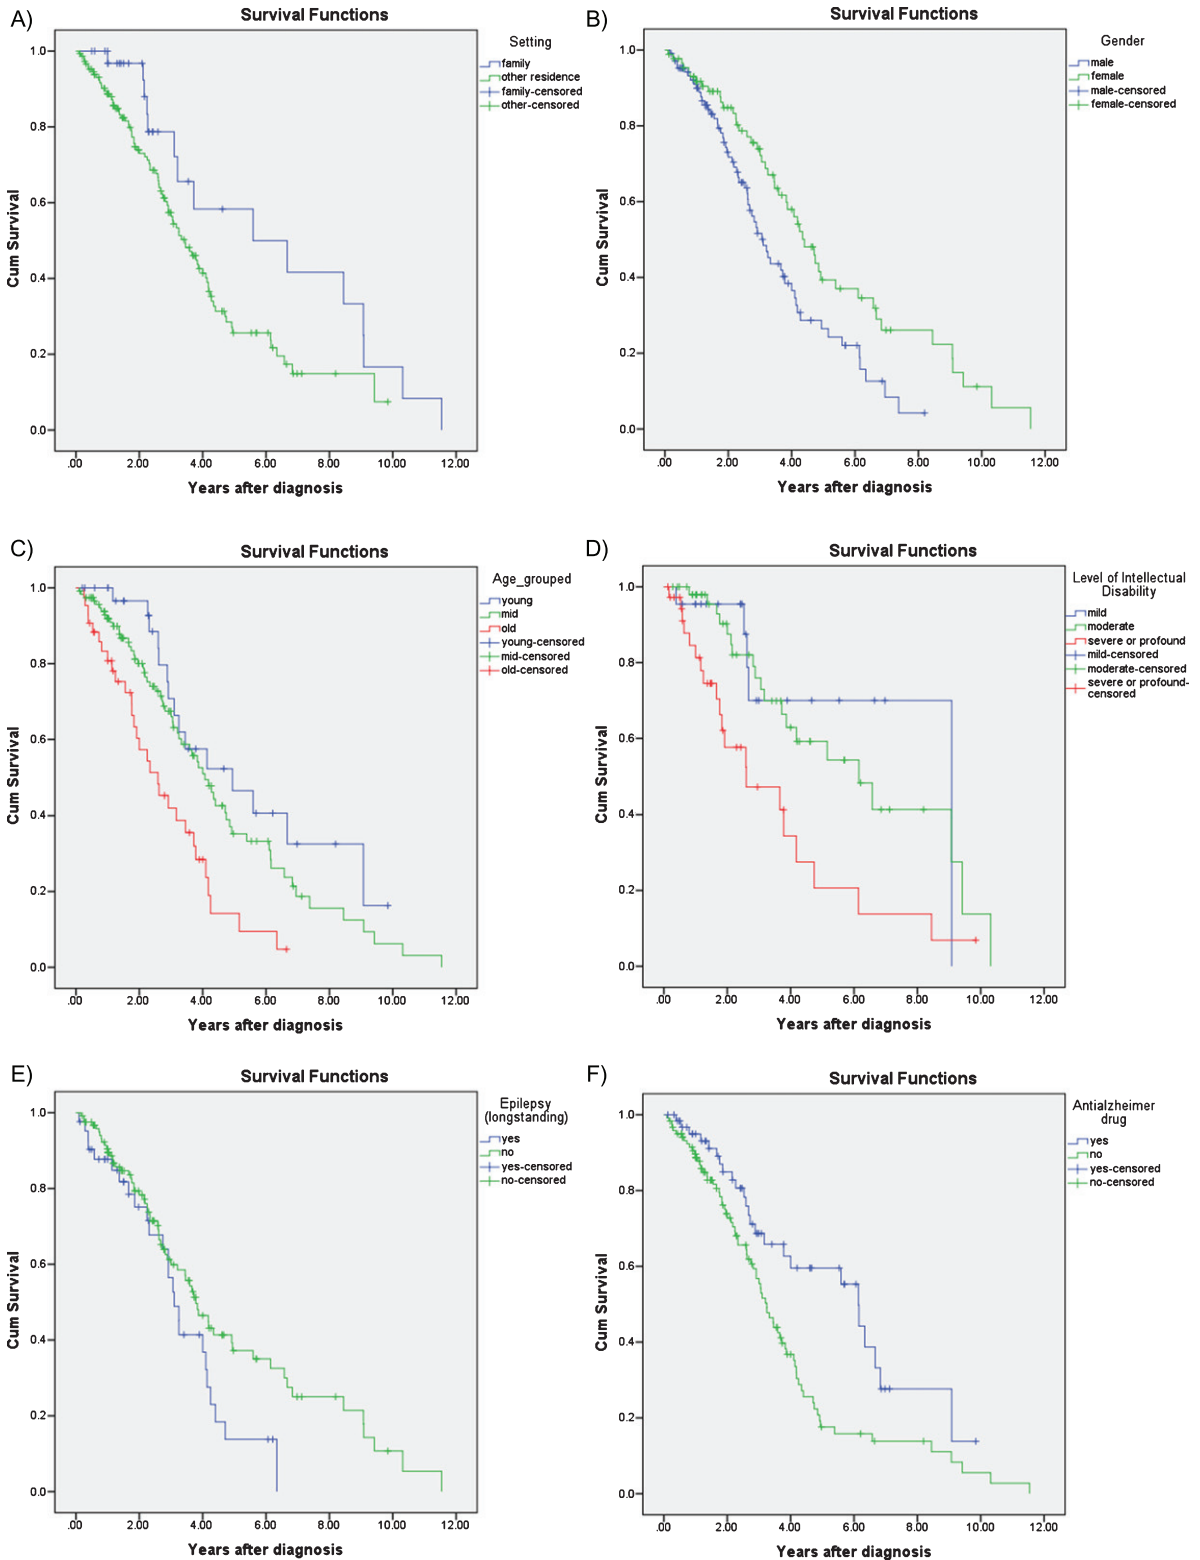 A)
Survival Functions
Setting
family
other residence
family-censored
other-censored
Cum Survival
1.0
0.8
0.6
0.4
0.2
0.0
.00 2.00 4.00 6.00 8.00 10.00 12.00
Years after diagnosis
B)
Survival Functions
Gender
male
female
male-censored
female-censored
Cum Survival
1.0
0.8
0.6
0.4
0.2
0.0
.00 2.00 4.00 6.00 8.00 10.00 12.00
Years after diagnosis
C)
Survival Functions
Age_grouped
young
mid
old
young-censored
mid-censored
old-censored
Cum Survival
1.0
0.8
0.6
0.4
0.2
0.0
.00 2.00 4.00 6.00 8.00 10.00 12.00
Years after diagnosis
D)
Survival Functions
Level of Intellectual
Disability
mild
moderate
severe or profound
mild-censored
moderate-censored
severe or profound-
censored
Cum Survival
1.0
0.8
0.6
0.4
0.2
0.0
.00 2.00 4.00 6.00 8.00 10.00 12.00
Years after diagnosis
E)
Survival Functions
Epilepsy
(longstanding)
yes
no
yes-censored
no-censored
Cum Survival
1.0
0.8
0.6
0.4
0.2
0.0
.00 2.00 4.00 6.00 8.00 10.00 12.00
Years after diagnosis
F)
Survival Functions
Antialzheimer
drug
yes
no
yes-censored
no-censored
Cum Survival
1.0
0.8
0.6
0.4
0.2
0.0
.00 2.00 4.00 6.00 8.00 10.00 12.00
Years after diagnosis